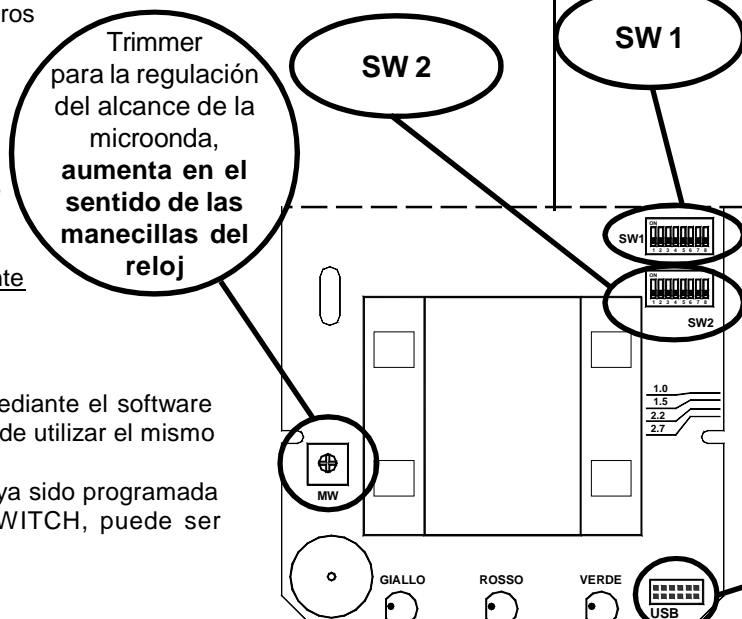 ros
Trimmer
para la regulación
del alcance de la
microonda,
aumenta en el
sentido de las
manecillas del
reloj
SW 2
SW 1
nte
ediante el software
de utilizar el mismo
ya sido programada
WITCH, puede ser
ON
SW1
1 2 3 4 5 6 7 8
ON
1 2 3 4 5 6 7 8
SW2
1.0
1.5
2.2
2.7
MW
GIALLO
ROSSO
VERDE
USB